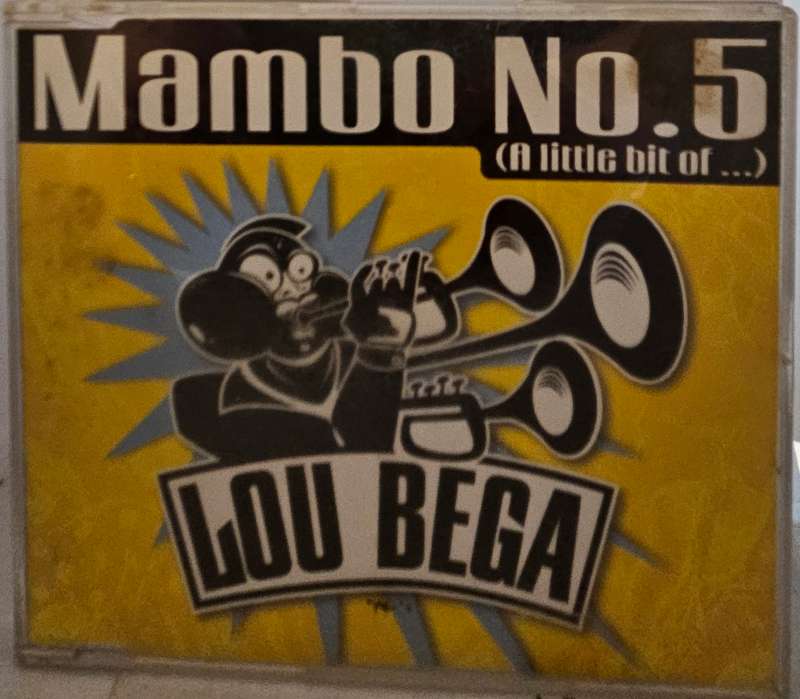 Mambo No.5
(A little bit of ...)
LOU BEGA